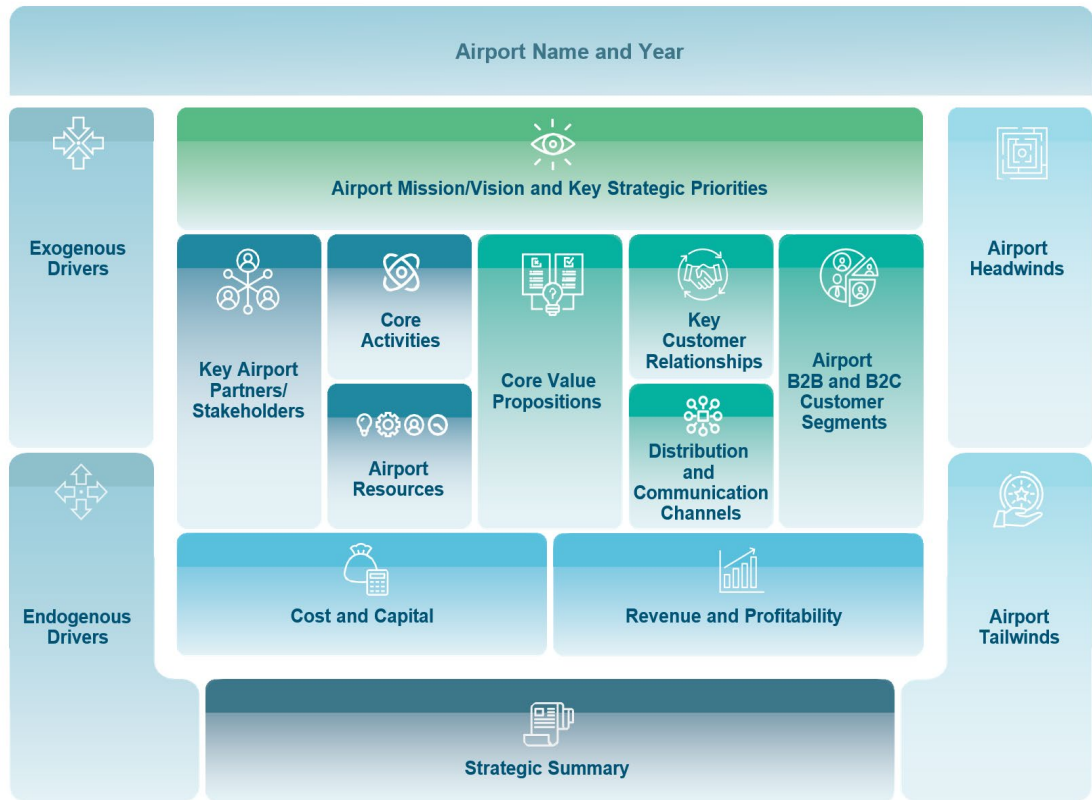 Airport Name and Year
Exogenous
Drivers
Airport Mission/Vision and Key Strategic Priorities
Airport
Headwinds
Key Airport
Partners/
Stakeholders
Core
Activities
Airport
Resources
Core Value
Propositions
Key
Customer
Relationships
Distribution
and
Communication
Channels
Airport
B2B and B2C
Customer
Segments
Endogenous
Drivers
Cost and Capital
Revenue and Profitability
Airport
Tailwinds
Strategic Summary